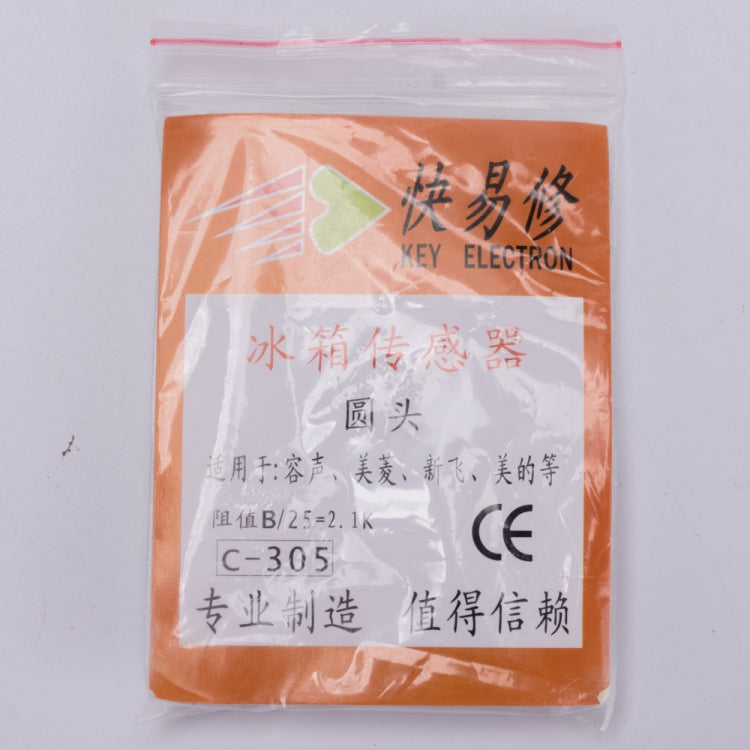 快易修
KEY ELECTRON
冰箱传感器
圆头
适用于:容声、美菱、新飞、美的等
阻值B/25=2.1K
CE
C-305
专业制造 值得信赖